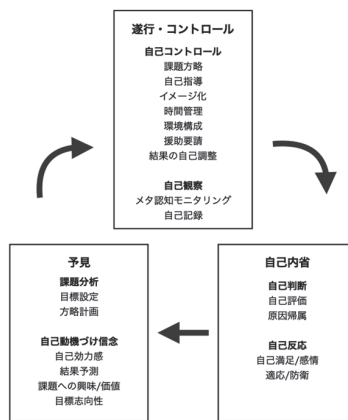 遂行・コントロール
自己コントロール
課題方略
自己指導
イメージ化
時間管理
環境構成
援助要請
結果の自己調整
自己観察
メタ認知モニタリング
自己記録
予見
課題分析
目標設定
方略計画
自己動機づけ信念
自己効力感
結果予測
課題への興味/価値
目標志向性
自己内省
自己判断
自己評価
原因帰属
自己反応
自己満足/感情
適応/防衛